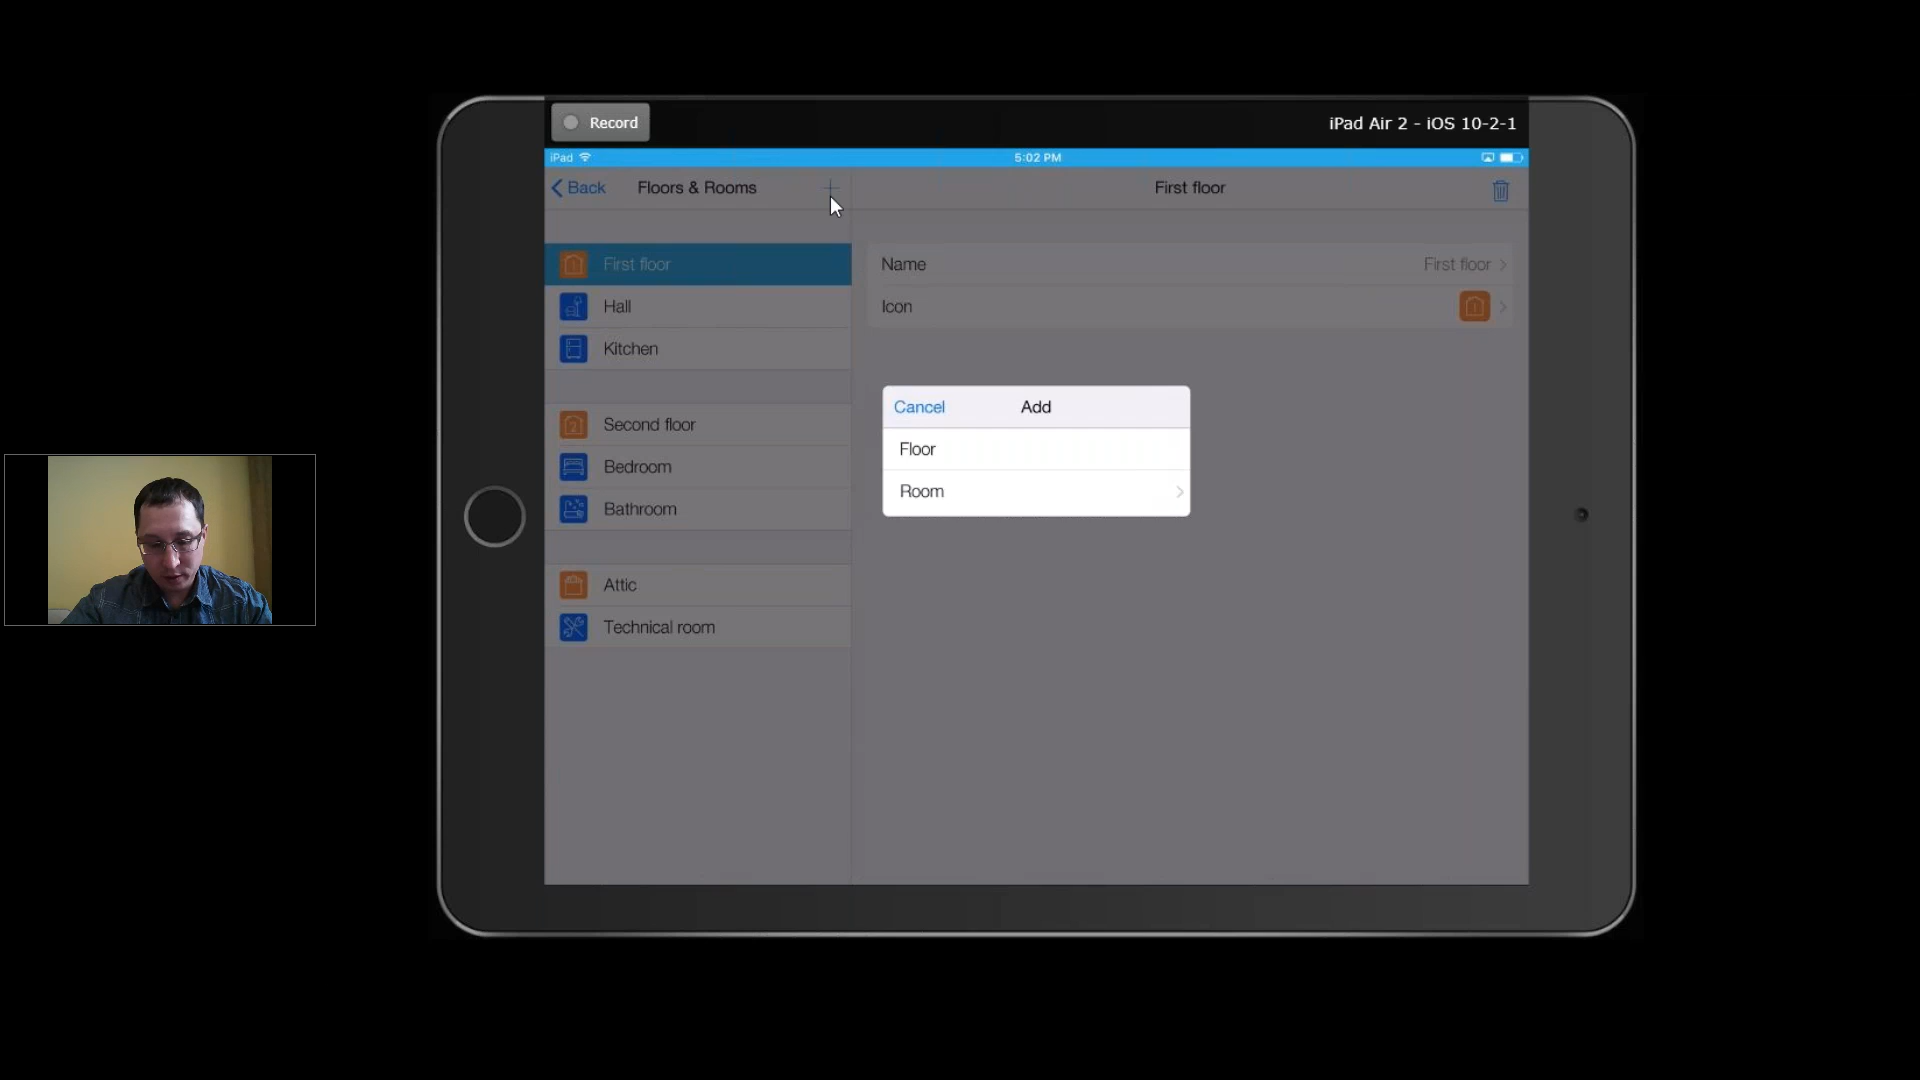 Record
iPad Air 2 - iOS 10-2-1
iPad
5:02 PM
Back
Floors & Rooms
First floor
First floor
Hall
Kitchen
Second floor
Bedroom
Bathroom
Attic
Technical room
Name
First floor
Icon
Cancel
Add
Floor
Room